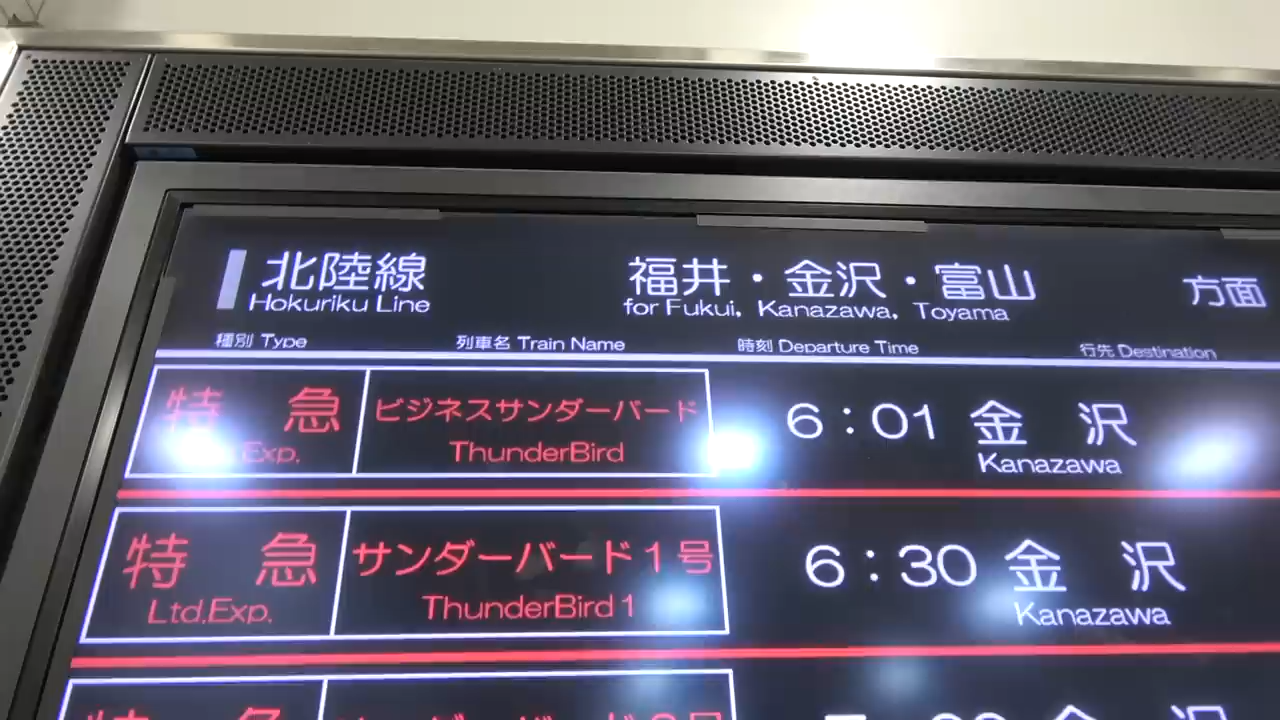 北陸線 福井・金沢・富山 方面
Hokuriku Line for Fukui, Kanazawa, Toyama
種別 Type 列車名 Train Name 時刻 Departure Time 行先 Destination
特急 ビジネスサンダーバード 6:01 金沢
Exp. ThunderBird Kanazawa
特急 サンダーバード1号 6:30 金沢
Ltd.Exp. ThunderBird 1 Kanazawa